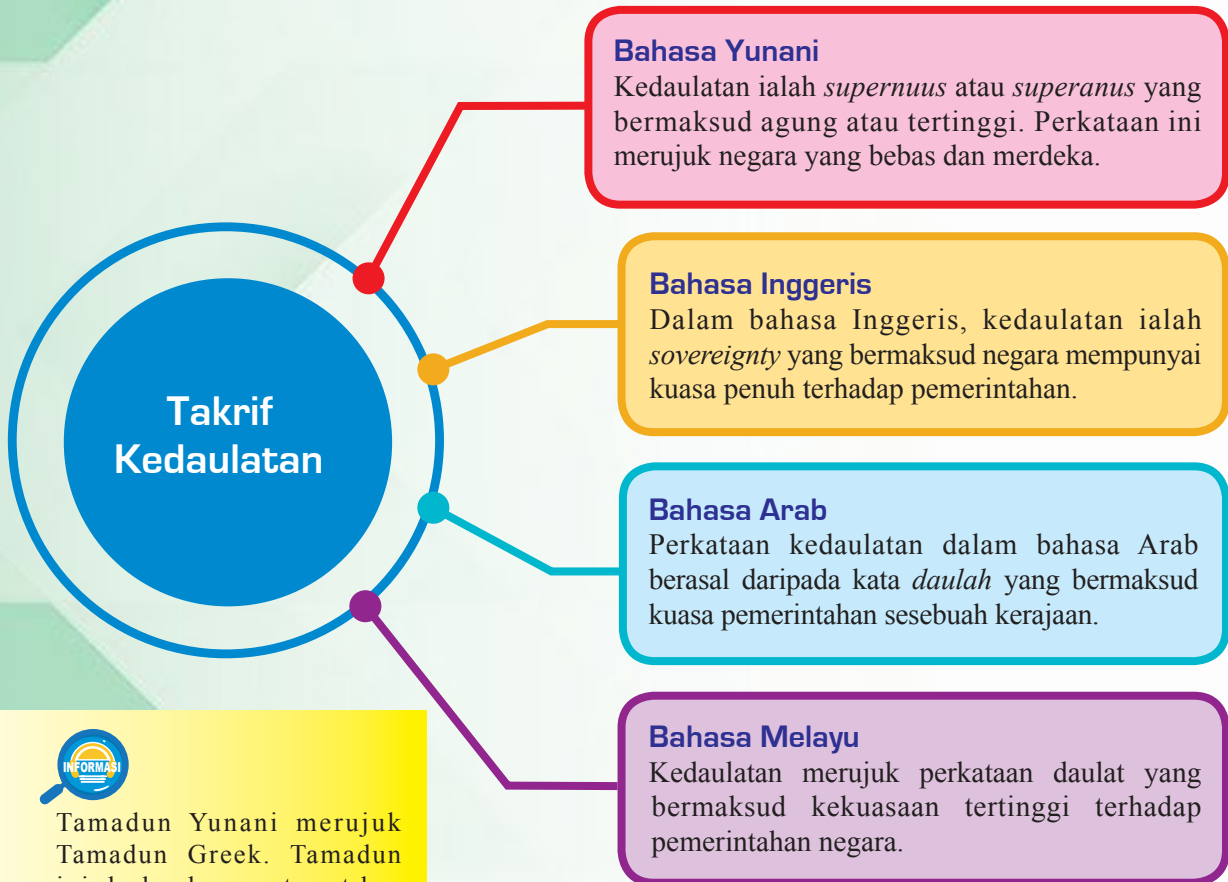 Takrif
Kedaulatan
Bahasa Yunani
Kedaulatan ialah supernuus atau superanus yang
bermaksud agung atau tertinggi. Perkataan ini
merujuk negara yang bebas dan merdeka.
Bahasa Inggeris
Dalam bahasa Inggeris, kedaulatan ialah
sovereignty yang bermaksud negara mempunyai
kuasa penuh terhadap pemerintahan.
Bahasa Arab
Perkataan kedaulatan dalam bahasa Arab
berasal daripada kata daulah yang bermaksud
kuasa pemerintahan sesebuah kerajaan.
Bahasa Melayu
Kedaulatan merujuk perkataan daulat yang
bermaksud kekuasaan tertinggi terhadap
pemerintahan negara.
INFORMASI
Tamadun Yunani merujuk
Tamadun Greek. Tamadun